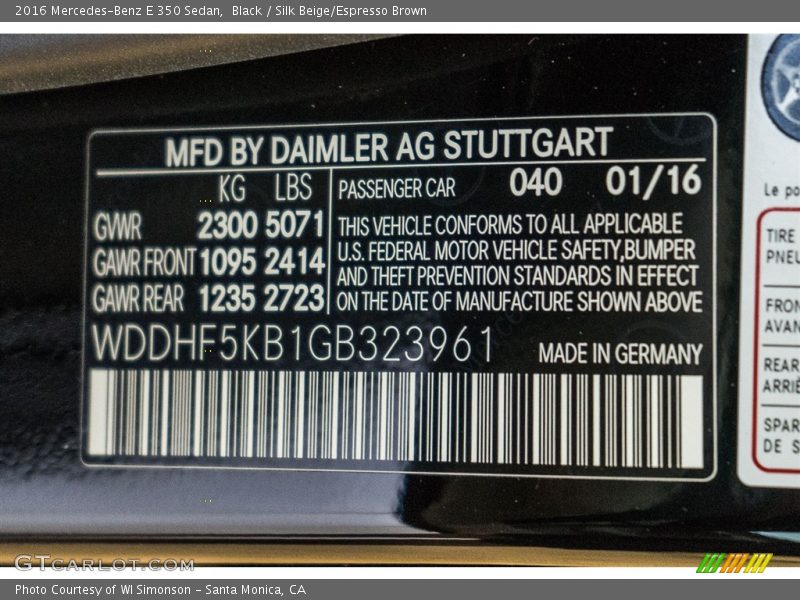 2016 Mercedes-Benz E 350 Sedan, Black / Silk Beige/Espresso Brown
MFD BY DAIMLER AG STUTTGART
KG LBS
GWR 2300 5071
GAWR FRONT 1095 2414
GAWR REAR 1235 2723
PASSENGER CAR 040 01/16
THIS VEHICLE CONFORMS TO ALL APPLICABLE
U.S. FEDERAL MOTOR VEHICLE SAFETY,BUMPER
AND THEFT PREVENTION STANDARDS IN EFFECT
ON THE DATE OF MANUFACTURE SHOWN ABOVE
WDDHF5KB1GB323961
MADE IN GERMANY
Le po
TIRE
PNEU
FRON
AVAN
REAR
ARRIÈ
SPAR
DE S
GTCARLOT.COM
Photo Courtesy of WI Simonson - Santa Monica, CA